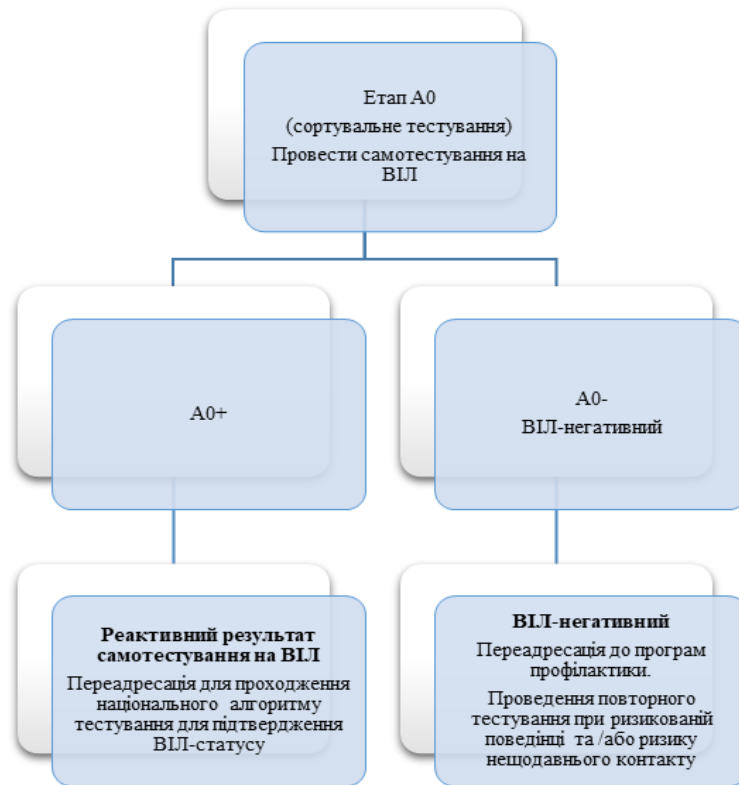 Етап А0
(сортувальне тестування)
Провести самотестування на
ВІЛ
А0+
А0-
ВІЛ-негативний
Реактивний результат
самотестування на ВІЛ
Переадресація для проходження
національного алгоритму
тестування для підтвердження
ВІЛ-статусу
ВІЛ-негативний
Переадресація до програм
профілактики.
Проведення повторного
тестування при ризикованій
поведінці та /або ризику
нещодавнього контакту